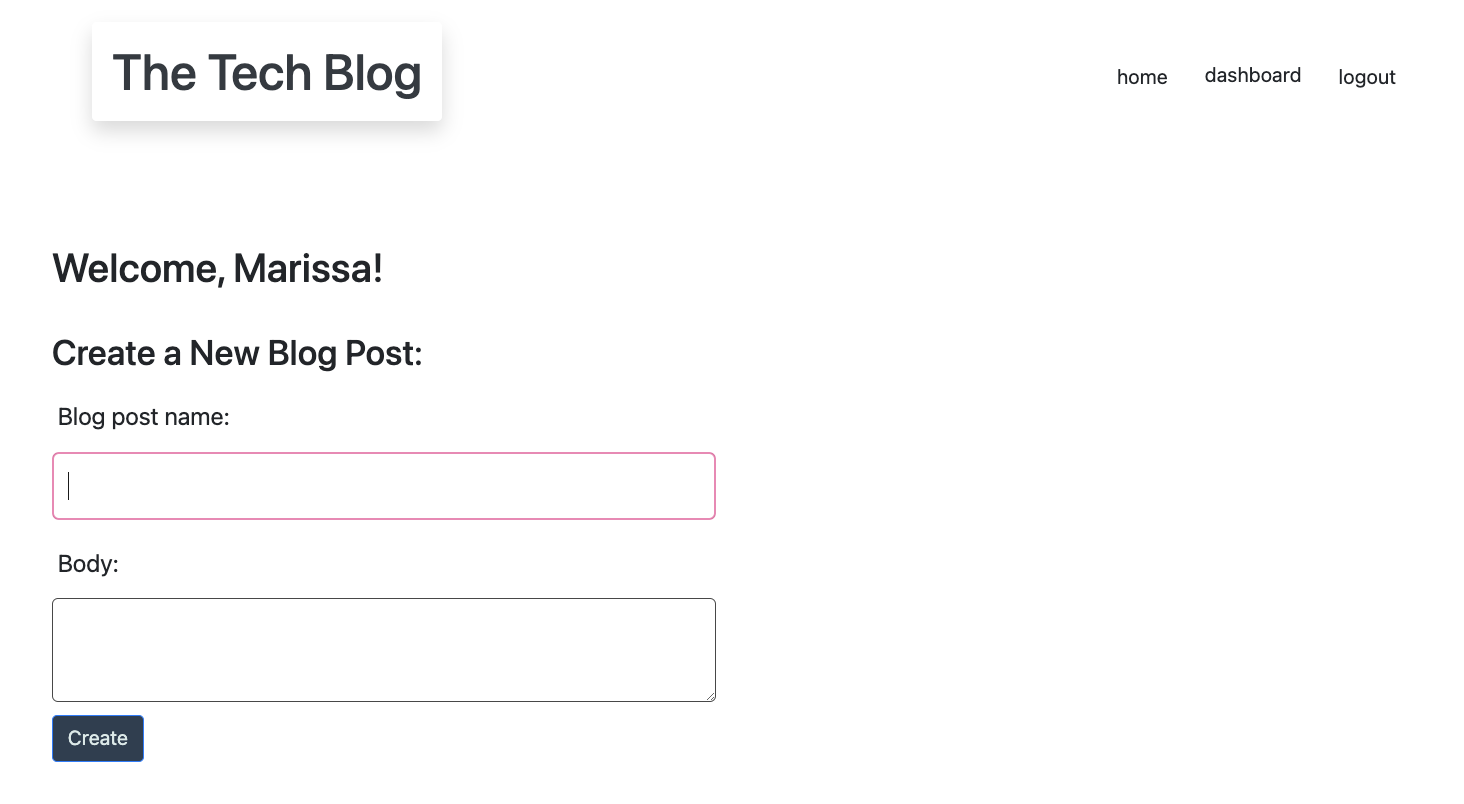 The Tech Blog
home dashboard logout
Welcome, Marissa!
Create a New Blog Post:
Blog post name:
Body:
Create